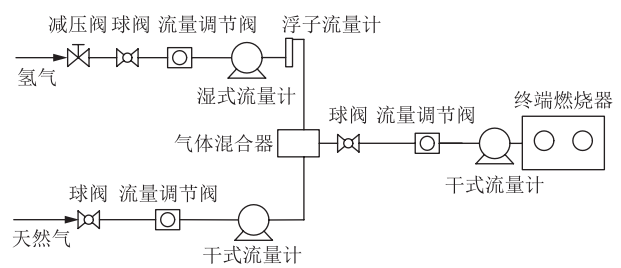 减压阀 球阀 流量调节阀 浮子流量计
氢气
湿式流量计
球阀 流量调节阀 终端燃烧器
气体混合器
干式流量计
球阀 流量调节阀
天然气
干式流量计